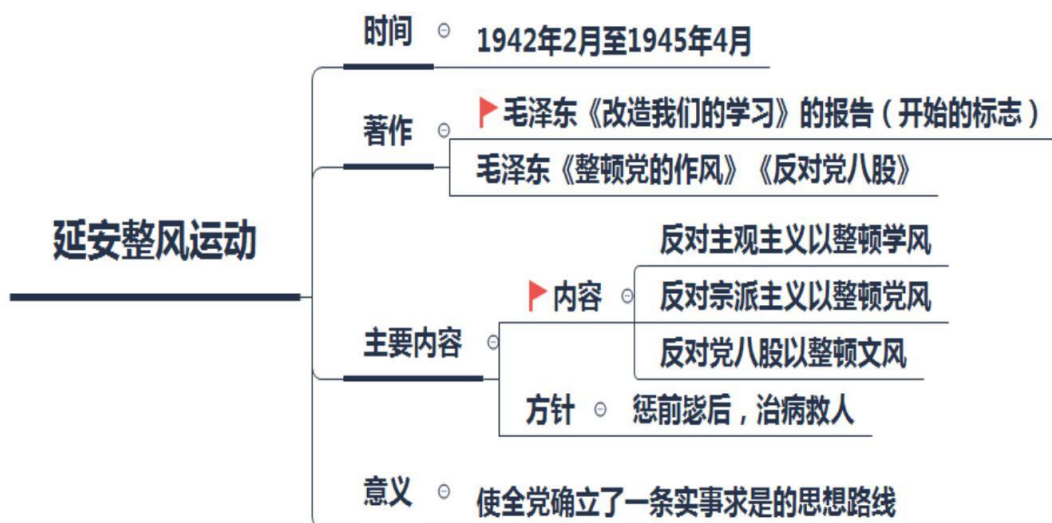 延安整风运动
时间
1942年2月至1945年4月
著作
毛泽东《改造我们的学习》的报告（开始的标志）
毛泽东《整顿党的作风》《反对党八股》
主要内容
内容
反对主观主义以整顿学风
反对宗派主义以整顿党风
反对党八股以整顿文风
方针
惩前毖后，治病救人
意义
使全党确立了一条实事求是的思想路线